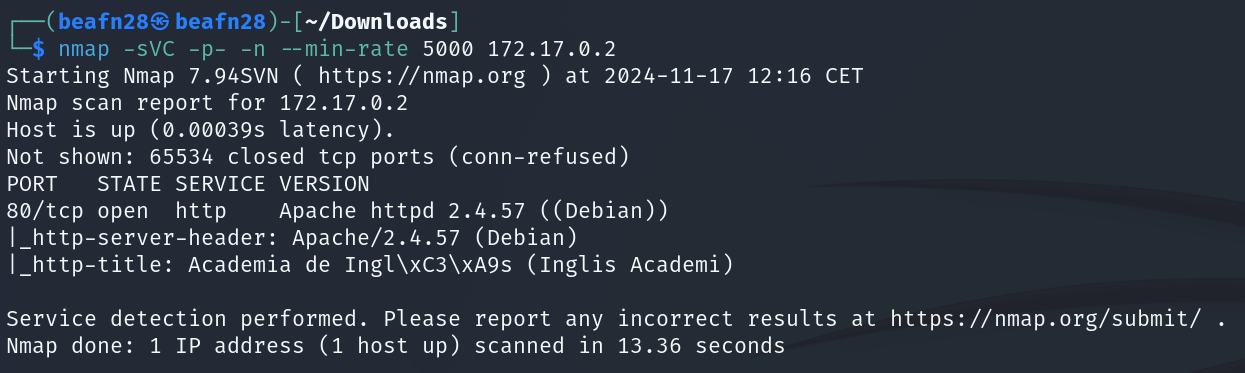 ┌──(beafn28㉿beafn28)-[~/Downloads]
└─$ nmap -sVC -p- -n --min-rate 5000 172.17.0.2
Starting Nmap 7.94SVN ( https://nmap.org ) at 2024-11-17 12:16 CET
Nmap scan report for 172.17.0.2
Host is up (0.00039s latency).
Not shown: 65534 closed tcp ports (conn-refused)
PORT   STATE SERVICE VERSION
80/tcp open  http    Apache httpd 2.4.57 ((Debian))
|_http-server-header: Apache/2.4.57 (Debian)
|_http-title: Academia de Ingl\xC3\xA9s (Inglis Academi)

Service detection performed. Please report any incorrect results at https://nmap.org/submit/ .
Nmap done: 1 IP address (1 host up) scanned in 13.36 seconds